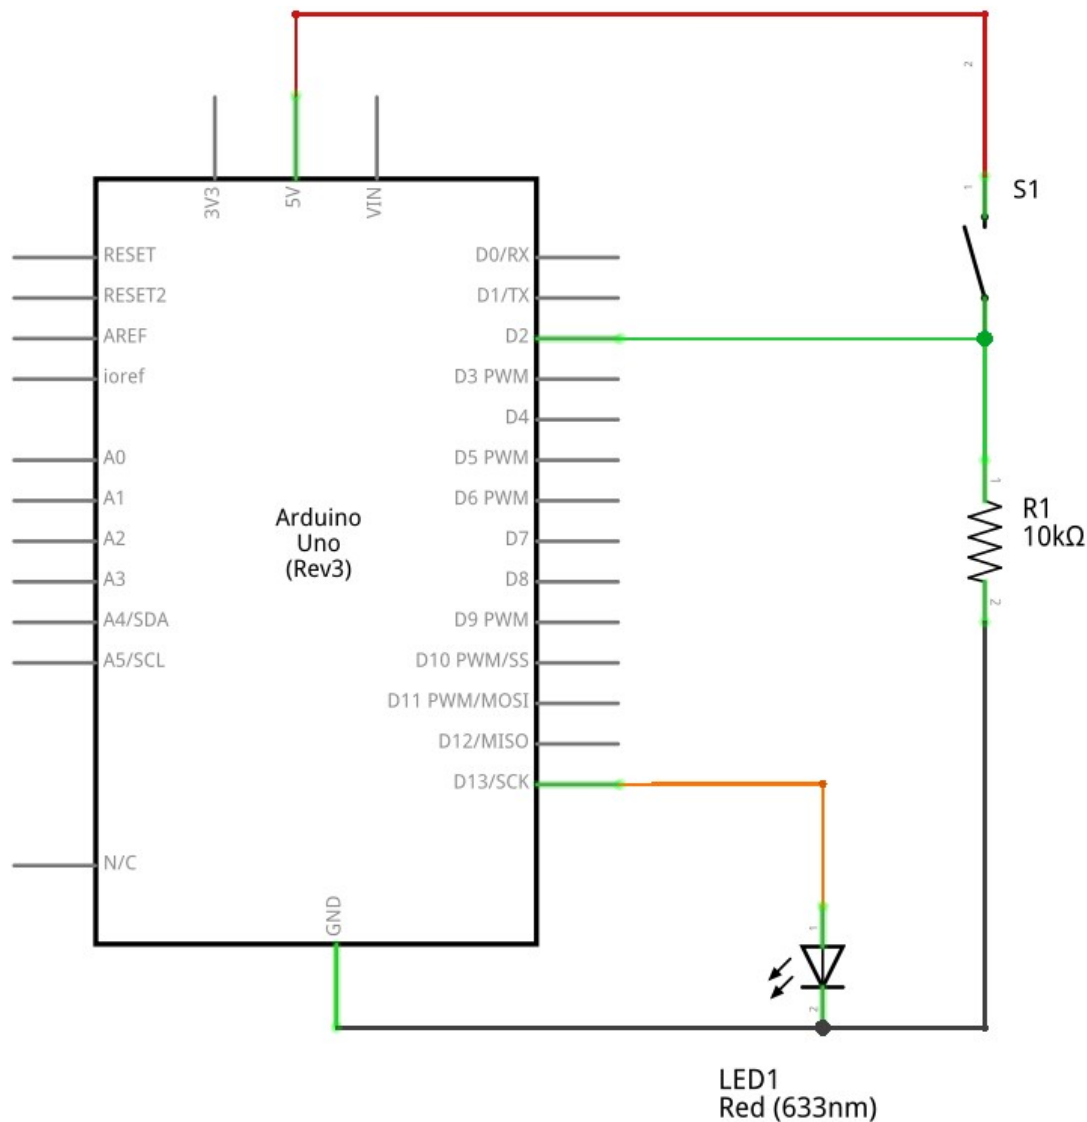 2
1
S1
3V3
5V
VIN
RESET
D0/RX
RESET2
D1/TX
AREF
D2
ioref
D3 PWM
D4
A0
D5 PWM
A1
D6 PWM
A2
D7
A3
D8
A4/SDA
D9 PWM
A5/SCL
D10 PWM/SS
D11 PWM/MOSI
D12/MISO
D13/SCK
N/C
GND
Arduino
Uno
(Rev3)
1
R1
10kΩ
2
1
2
LED1
Red (633nm)